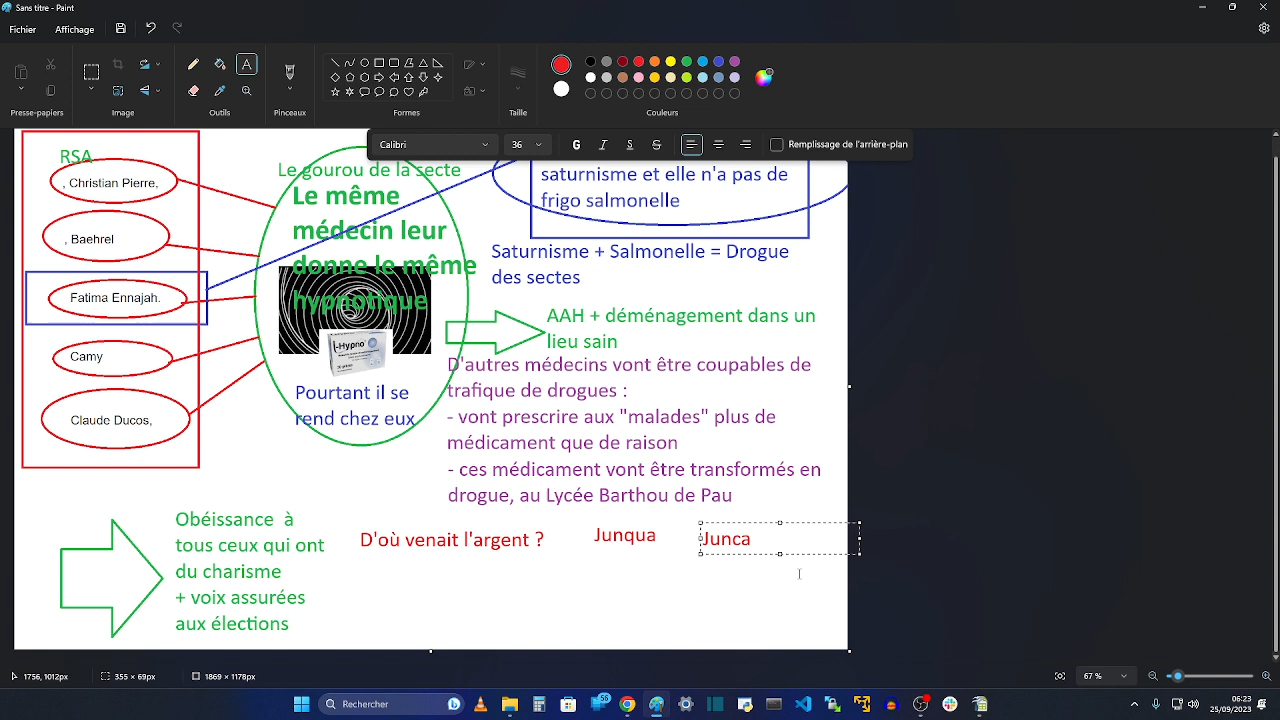 Sans titre - Paint
Fichier Affichage
Presse-papiers Image Outils Pinceaux Formes Taille Couleurs
Calibri 36 G I S S Remplissage de l'arrière-plan
RSA
, Christian Pierre,
, Baehrel
Fatima Ennajah.
Camy
Claude Ducos,
Le gourou de la secte
Le même
médecin leur
donne le même
hypnotique
I-Hypno
Pourtant il se
rend chez eux
saturnisme et elle n'a pas de
frigo salmonelle
Saturnisme + Salmonelle = Drogue
des sectes
AAH + déménagement dans un
lieu sain
D'autres médecins vont être coupables de
trafique de drogues :
- vont prescrire aux "malades" plus de
médicament que de raison
- ces médicament vont être transformés en
drogue, au Lycée Barthou de Pau
Obéissance à
tous ceux qui ont
du charisme
+ voix assurées
aux élections
D'où venait l'argent ? Junqua Junca
1756, 1012px 355 × 69px 1869 × 1178px 67 %
Rechercher
56
06:23
25/09/2023